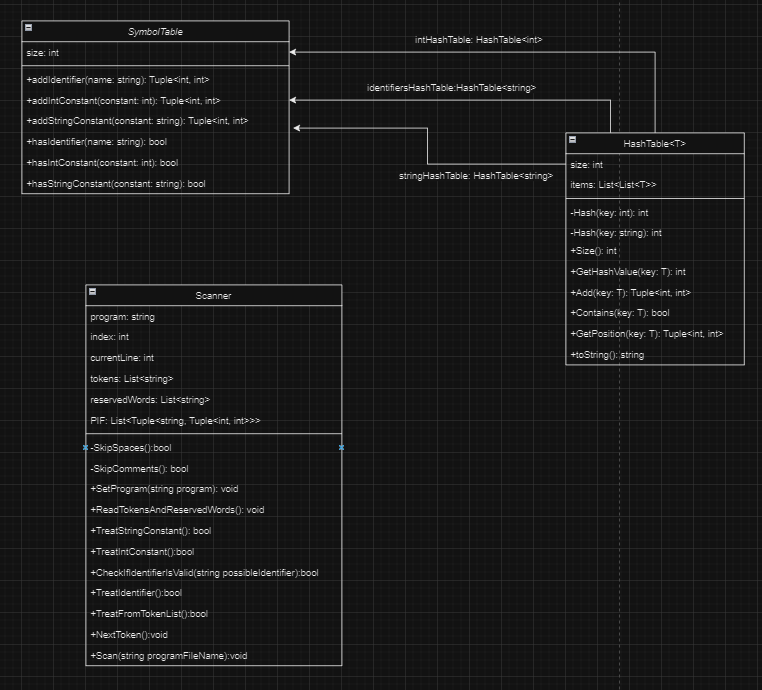 SymbolTable
size: int
+addIdentifier(name: string): Tuple<int, int>
+addIntConstant(constant: int): Tuple<int, int>
+addStringConstant(constant: string): Tuple<int, int>
+hasIdentifier(name: string): bool
+hasIntConstant(constant: int): bool
+hasStringConstant(constant: string): bool
intHashTable: HashTable<int>
identifiersHashTable:HashTable<string>
stringHashTable: HashTable<string>
HashTable<T>
size: int
items: List<List<T>>
-Hash(key: int): int
-Hash(key: string): int
+Size(): int
+GetHashValue(key: T): int
+Add(key: T): Tuple<int, int>
+Contains(key: T): bool
+GetPosition(key: T): Tuple<int, int>
+toString(): string
Scanner
program: string
index: int
currentLine: int
tokens: List<string>
reservedWords: List<string>
PIF: List<Tuple<string, Tuple<int, int>>>
-SkipSpaces():bool
-SkipComments(): bool
+SetProgram(string program): void
+ReadTokensAndReservedWords(): void
+TreatStringConstant(): bool
+TreatIntConstant():bool
+CheckIfIdentifierIsValid(string possibleIdentifier):bool
+TreatIdentifier():bool
+TreatFromTokenList():bool
+NextToken():void
+Scan(string programFileName):void